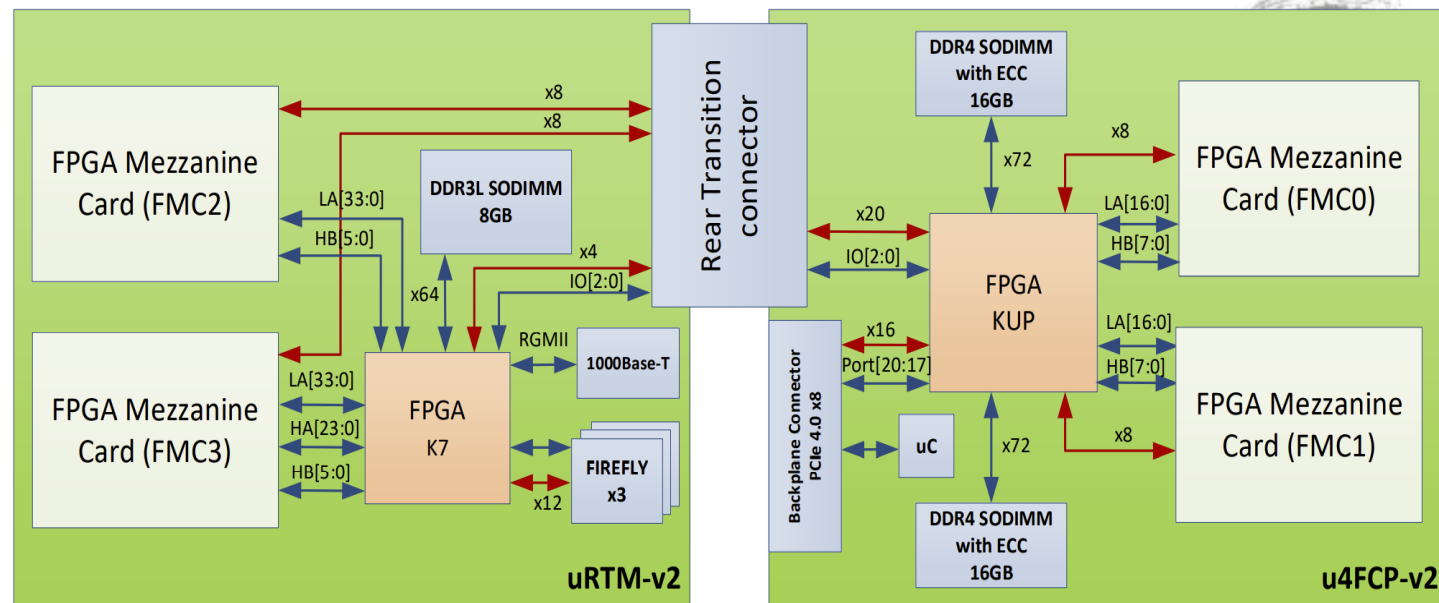 FPGA Mezzanine
Card (FMC2)
x8
x8
LA[33:0]
HB[5:0]
DDR3L SODIMM
8GB
x64
x4
IO[2:0]
RGMII
1000Base-T
FPGA Mezzanine
Card (FMC3)
LA[33:0]
HA[23:0]
HB[5:0]
FPGA
K7
x12
FIREFLY
x3
uRTM-v2
Rear Transition
connector
DDR4 SODIMM
with ECC
16GB
x72
x8
FPGA Mezzanine
Card (FMC0)
LA[16:0]
HB[7:0]
x20
IO[2:0]
FPGA
KUP
x16
Port[20:17]
Backplane Connector
PCIe 4.0 x8
uC
LA[16:0]
HB[7:0]
x8
FPGA Mezzanine
Card (FMC1)
x72
DDR4 SODIMM
with ECC
16GB
u4FCP-v2